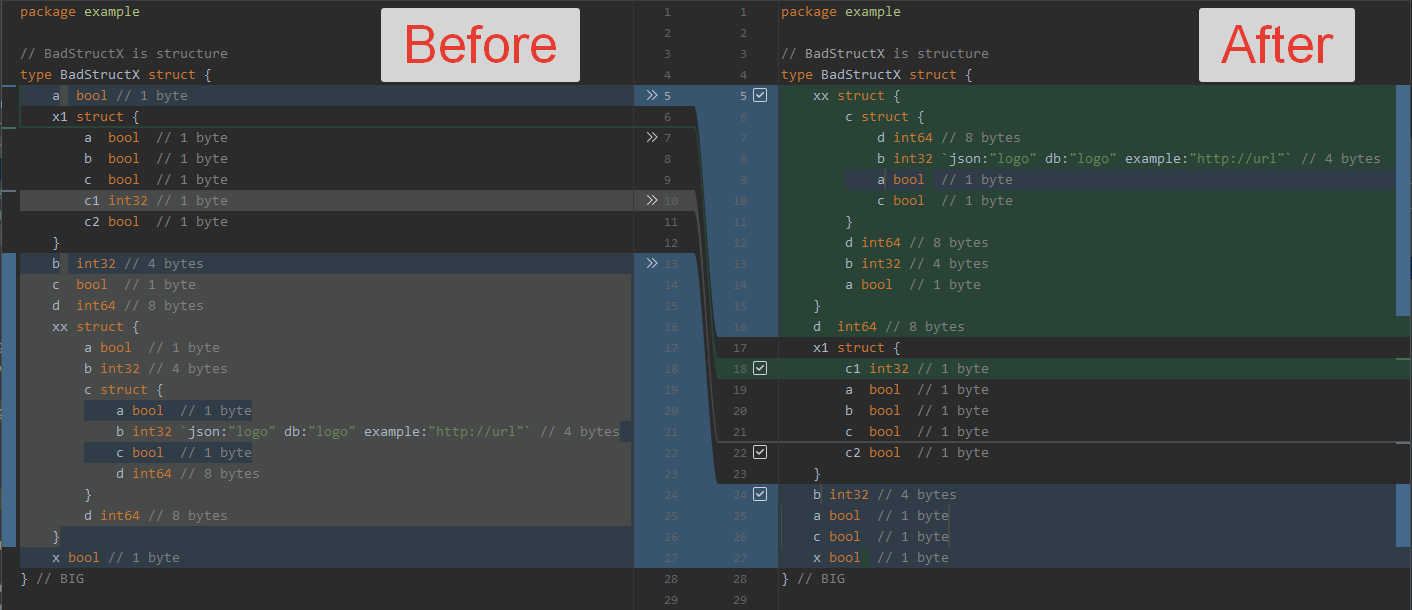 Before
package example 1
2
// BadStructX is structure 3
type BadStructX struct { 4
a bool // 1 byte » 5
x1 struct { 6
a bool // 1 byte » 7
b bool // 1 byte 8
c bool // 1 byte 9
c1 int32 // 1 byte » 10
c2 bool // 1 byte 11
} 12
b int32 // 4 bytes » 13
c bool // 1 byte 14
d int64 // 8 bytes 15
xx struct { 16
a bool // 1 byte 17
b int32 // 4 bytes 18
c struct { 19
a bool // 1 byte 20
b int32 `json:"logo" db:"logo" example:"http://url"` // 4 bytes 21
c bool // 1 byte 22
d int64 // 8 bytes 23
} 24
d int64 // 8 bytes 25
} 26
x bool // 1 byte 27
} // BIG 28
29
After
1 package example
2
3 // BadStructX is structure
4 type BadStructX struct {
5 xx struct {
6 c struct {
7 d int64 // 8 bytes
8 b int32 `json:"logo" db:"logo" example:"http://url"` // 4 bytes
9 a bool // 1 byte
10 c bool // 1 byte
11 }
12 d int64 // 8 bytes
13 b int32 // 4 bytes
14 a bool // 1 byte
15 }
16 d int64 // 8 bytes
17 x1 struct {
18 c1 int32 // 1 byte
19 a bool // 1 byte
20 b bool // 1 byte
21 c bool // 1 byte
22 c2 bool // 1 byte
23 }
24 b int32 // 4 bytes
25 a bool // 1 byte
26 c bool // 1 byte
27 x bool // 1 byte
28 } // BIG
29